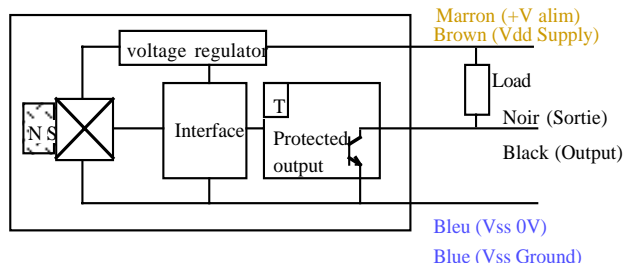 Marron (+V alim)
Brown (Vdd Supply)
voltage regulator
Load
T
N S
Interface
Protected
output
Noir (Sortie)
Black (Output)
Bleu (Vss 0V)
Blue (Vss Ground)